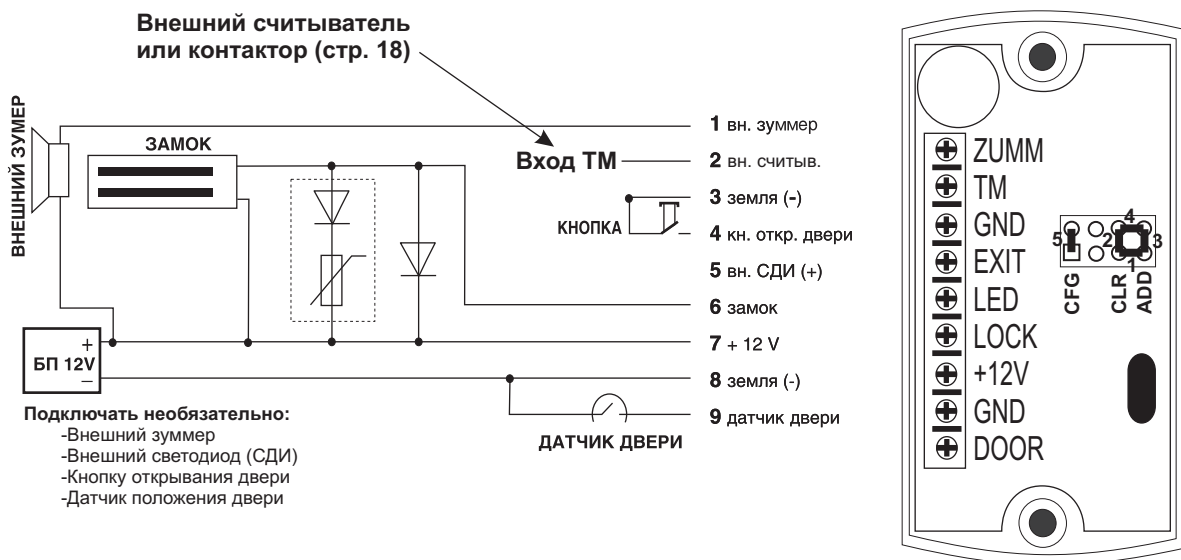 Внешний считыватель
или контактор (стр. 18)
ВНЕШНИЙ ЗУМЕР
ЗАМОК
Вход ТМ
КНОПКА
1 вн. зуммер
2 вн. считыв.
3 земля (-)
4 кн. откр. двери
5 вн. СДИ (+)
6 замок
7 + 12 V
8 земля (-)
9 датчик двери
+
БП 12V
–
ДАТЧИК ДВЕРИ
Подключать необязательно:
-Внешний зуммер
-Внешний светодиод (СДИ)
-Кнопку открывания двери
-Датчик положения двери
ZUMM
TM
GND
EXIT
LED
LOCK
+12V
GND
DOOR
4
5
2
3
1
CFG
CLR
ADD